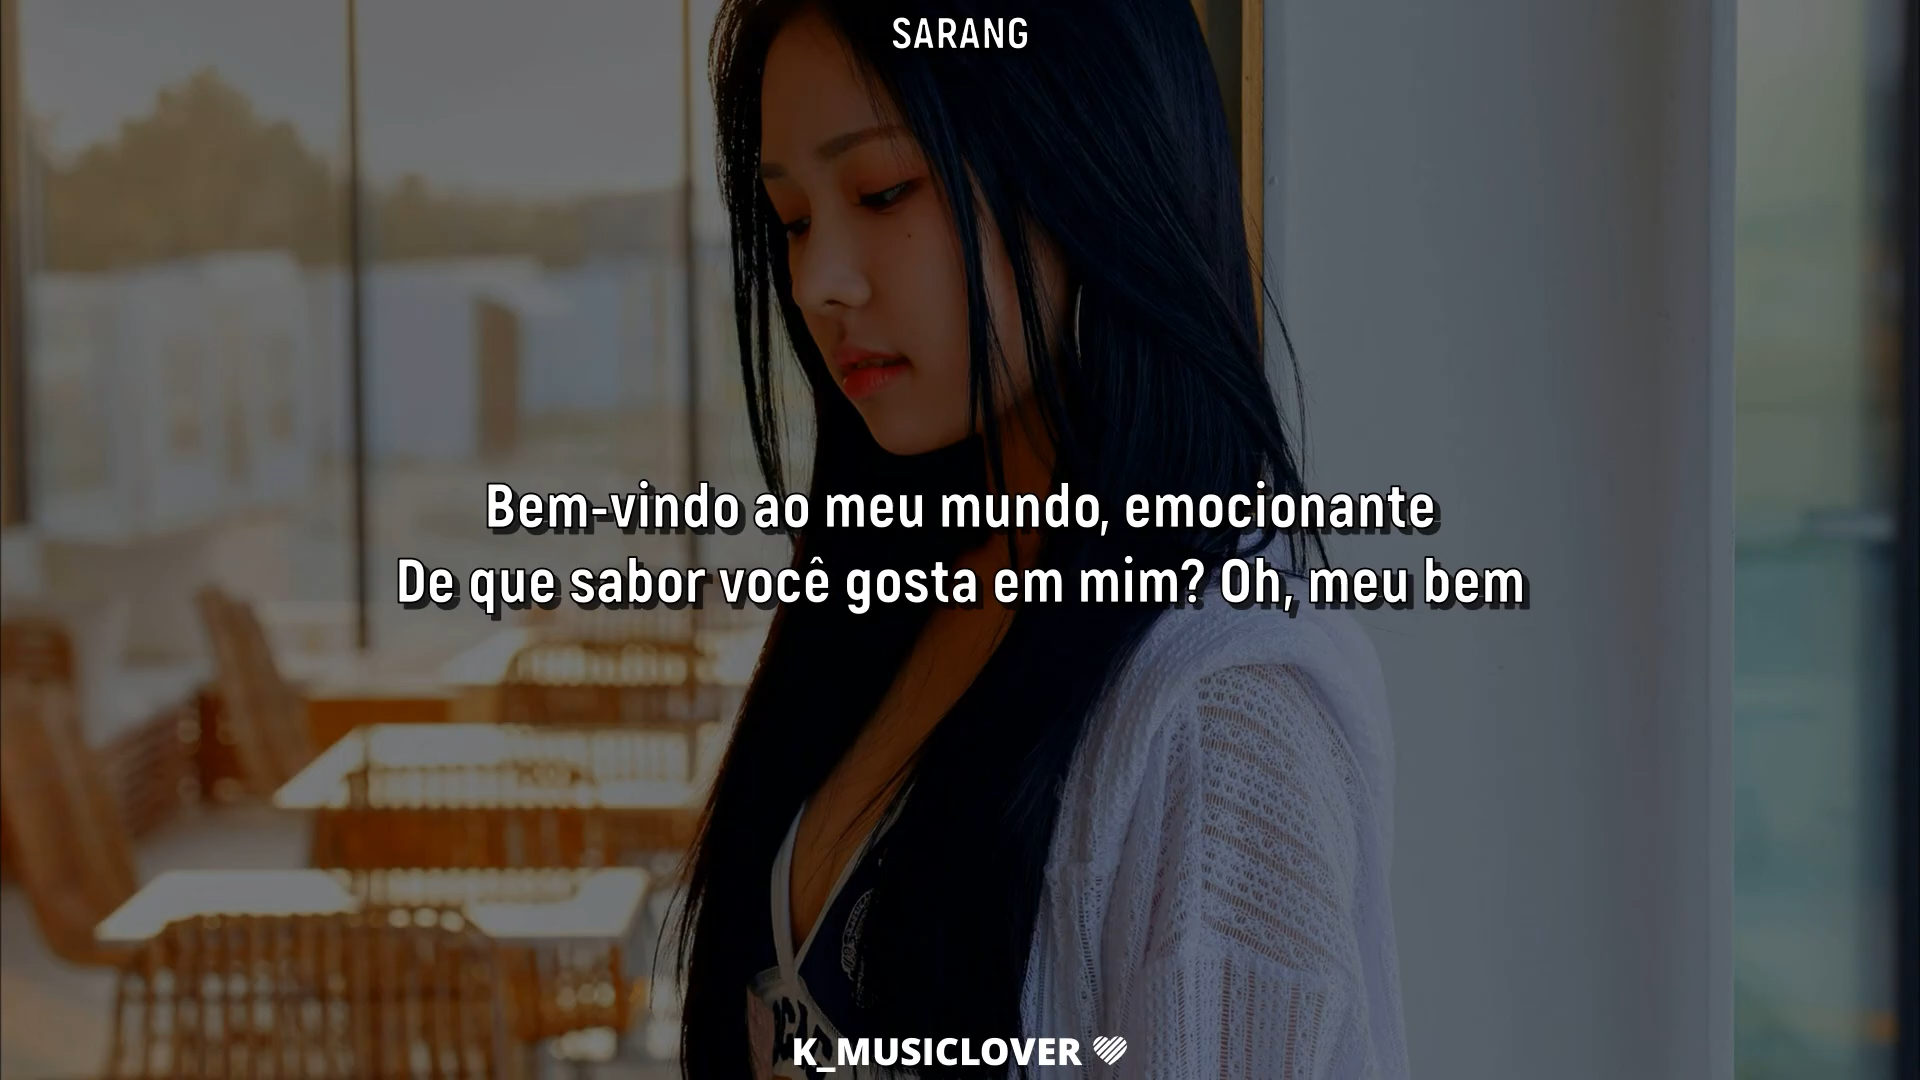 SARANG
Bem-vindo ao meu mundo, emocionante
De que sabor você gosta em mim? Oh, meu bem
K_MUSICLOVER